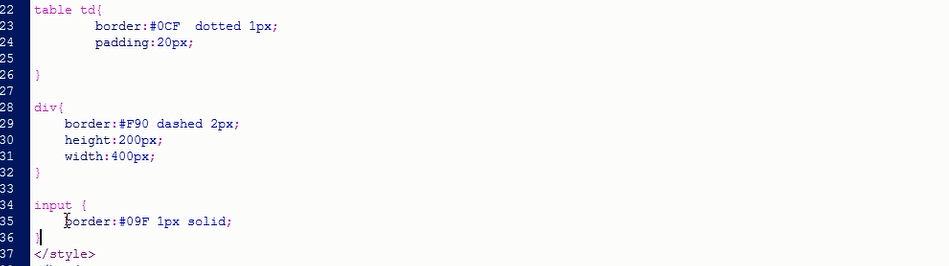 22 table td{
23 border:#0CF  dotted 1px;
24 padding:20px;
25
26 }
27
28 div{
29 border:#F90 dashed 2px;
30 height:200px;
31 width:400px;
32 }
33
34 input {
35 border:#09F 1px solid;
36 }
37 </style>